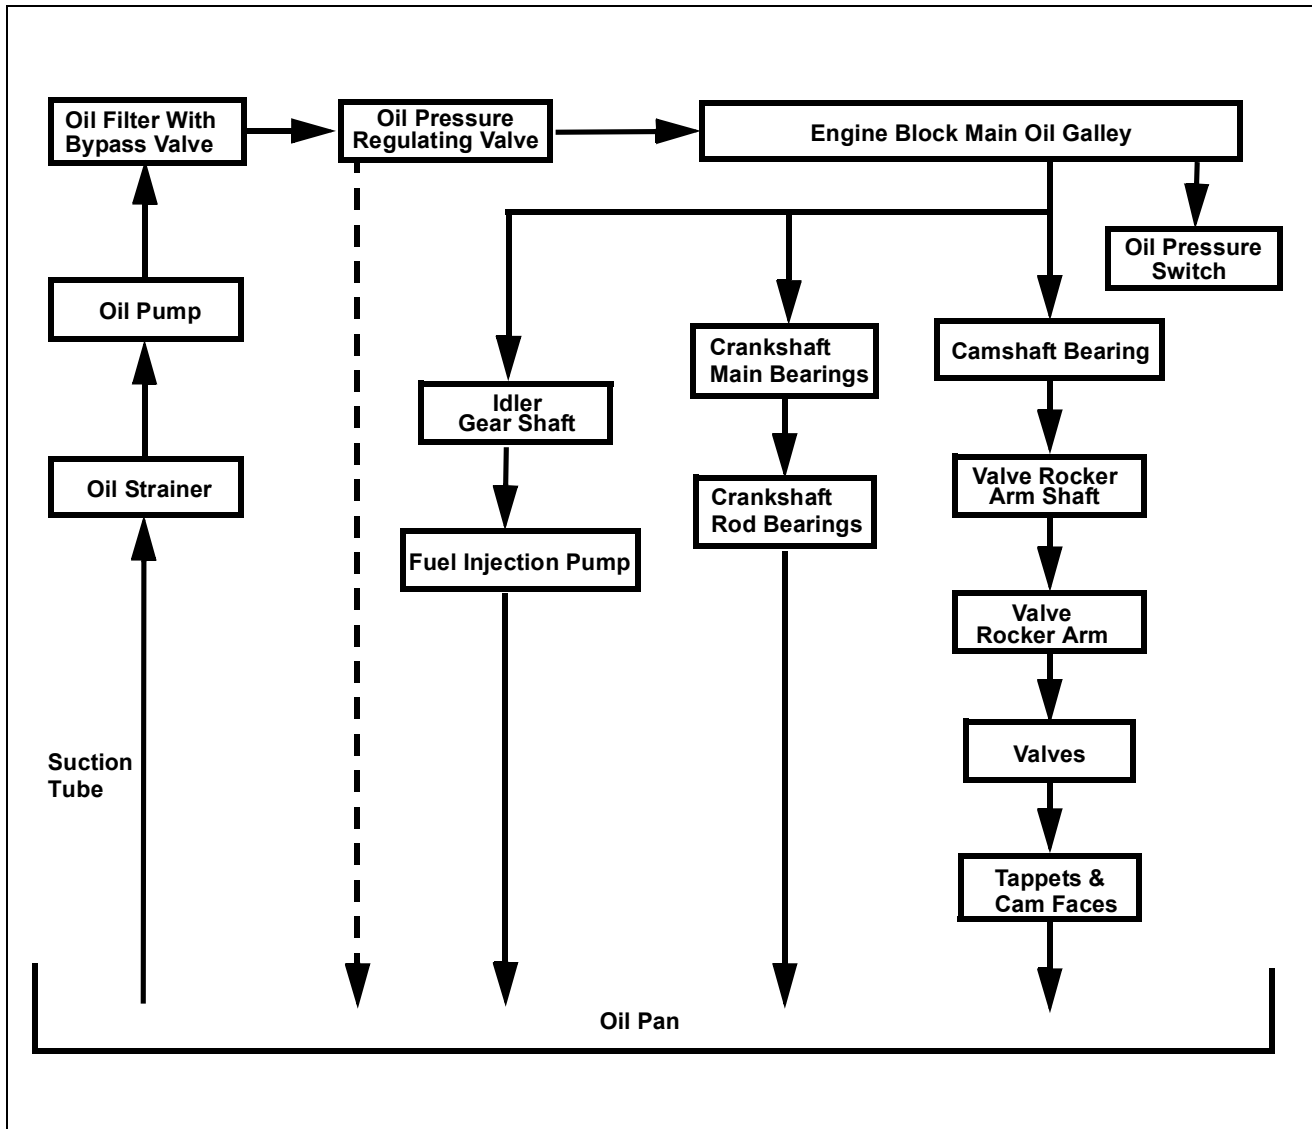 Oil Filter With
Bypass Valve
Oil Pressure
Regulating Valve
Engine Block Main Oil Galley
Oil Pressure
Switch
Oil Pump
Crankshaft
Main Bearings
Camshaft Bearing
Idler
Gear Shaft
Oil Strainer
Crankshaft
Rod Bearings
Valve Rocker
Arm Shaft
Fuel Injection Pump
Valve
Rocker Arm
Suction
Tube
Valves
Tappets &
Cam Faces
Oil Pan